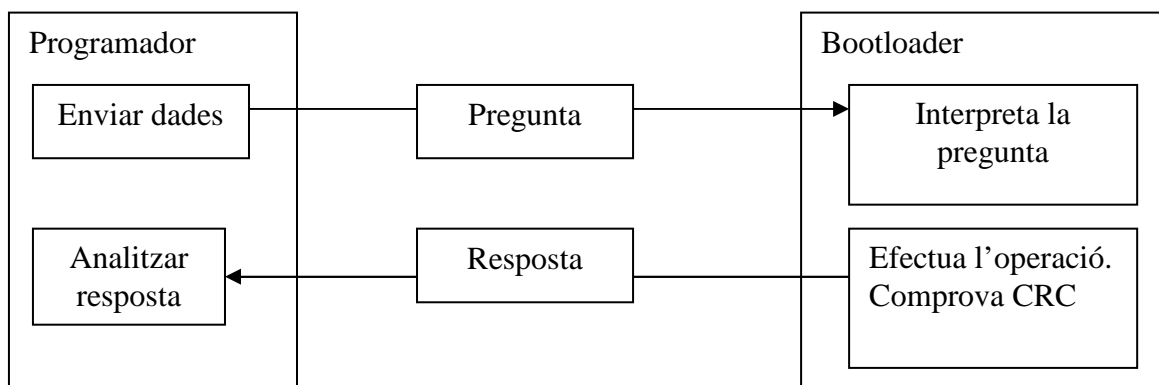 Programador
Bootloader
Enviar dades
Pregunta
Interpreta la
pregunta
Analitzar
resposta
Resposta
Efectua l’operació.
Comprova CRC